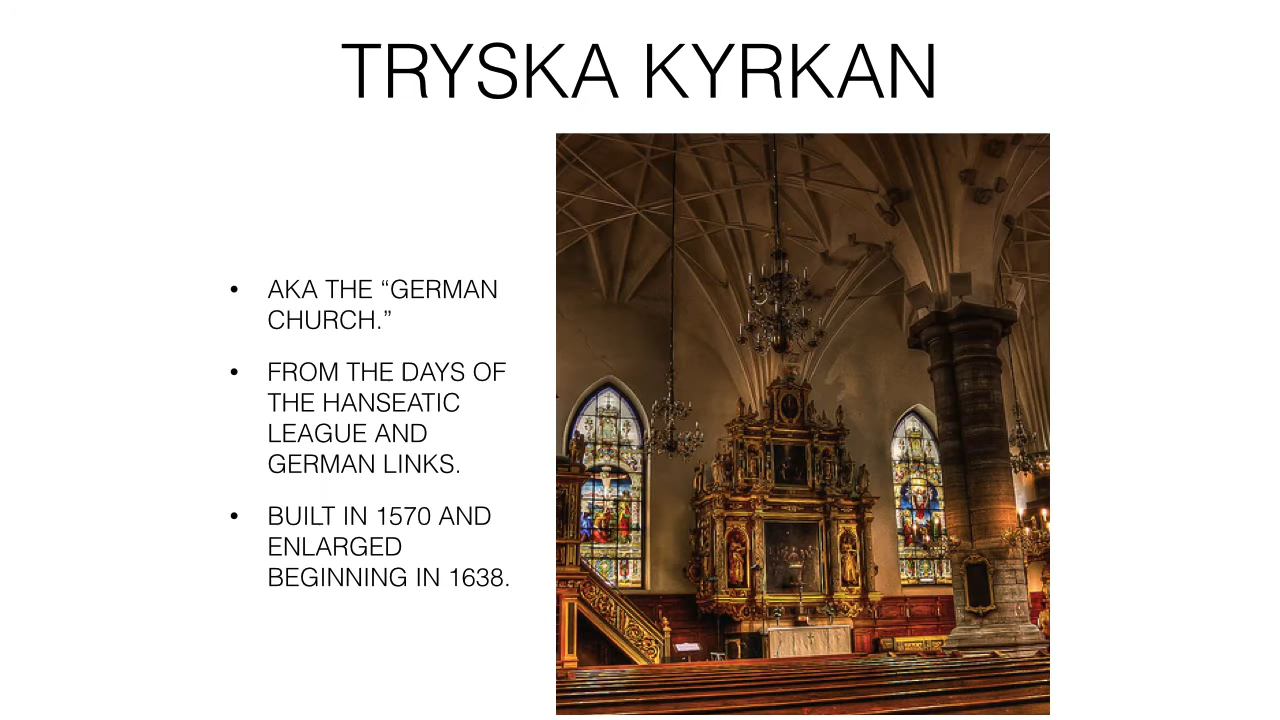 TRYSKA KYRKAN
• AKA THE “GERMAN
CHURCH.”
• FROM THE DAYS OF
THE HANSEATIC
LEAGUE AND
GERMAN LINKS.
• BUILT IN 1570 AND
ENLARGED
BEGINNING IN 1638.